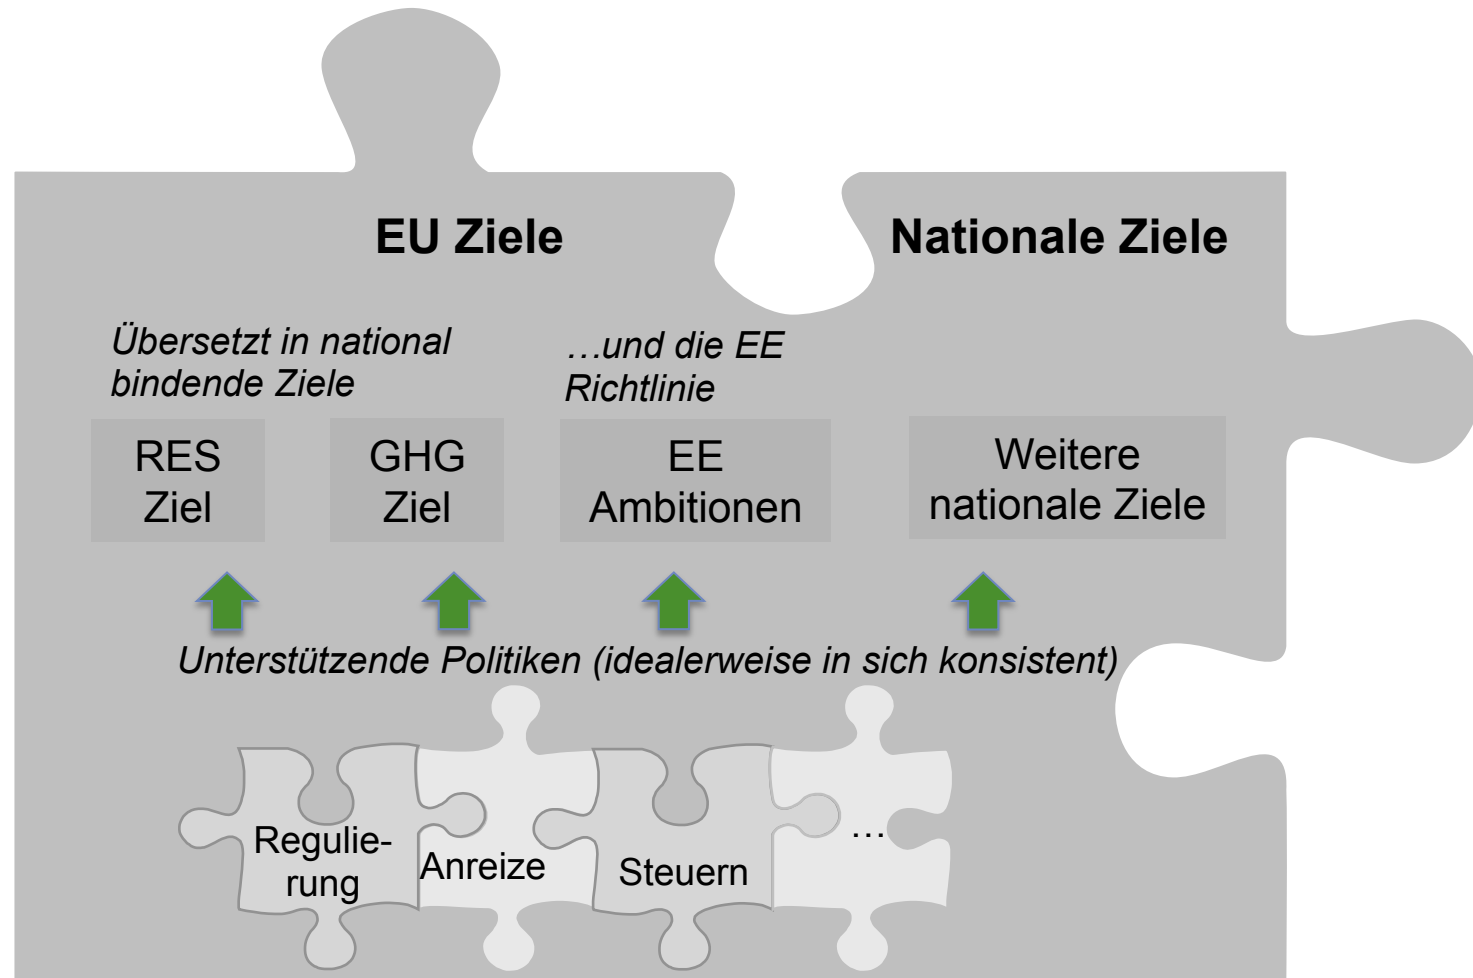 EU Ziele
Nationale Ziele
Übersetzt in national
bindende Ziele
…und die EE
Richtlinie
RES
Ziel
GHG
Ziel
EE
Ambitionen
Weitere
nationale Ziele
Unterstützende Politiken (idealerweise in sich konsistent)
Regulie-
rung
Anreize
Steuern
…